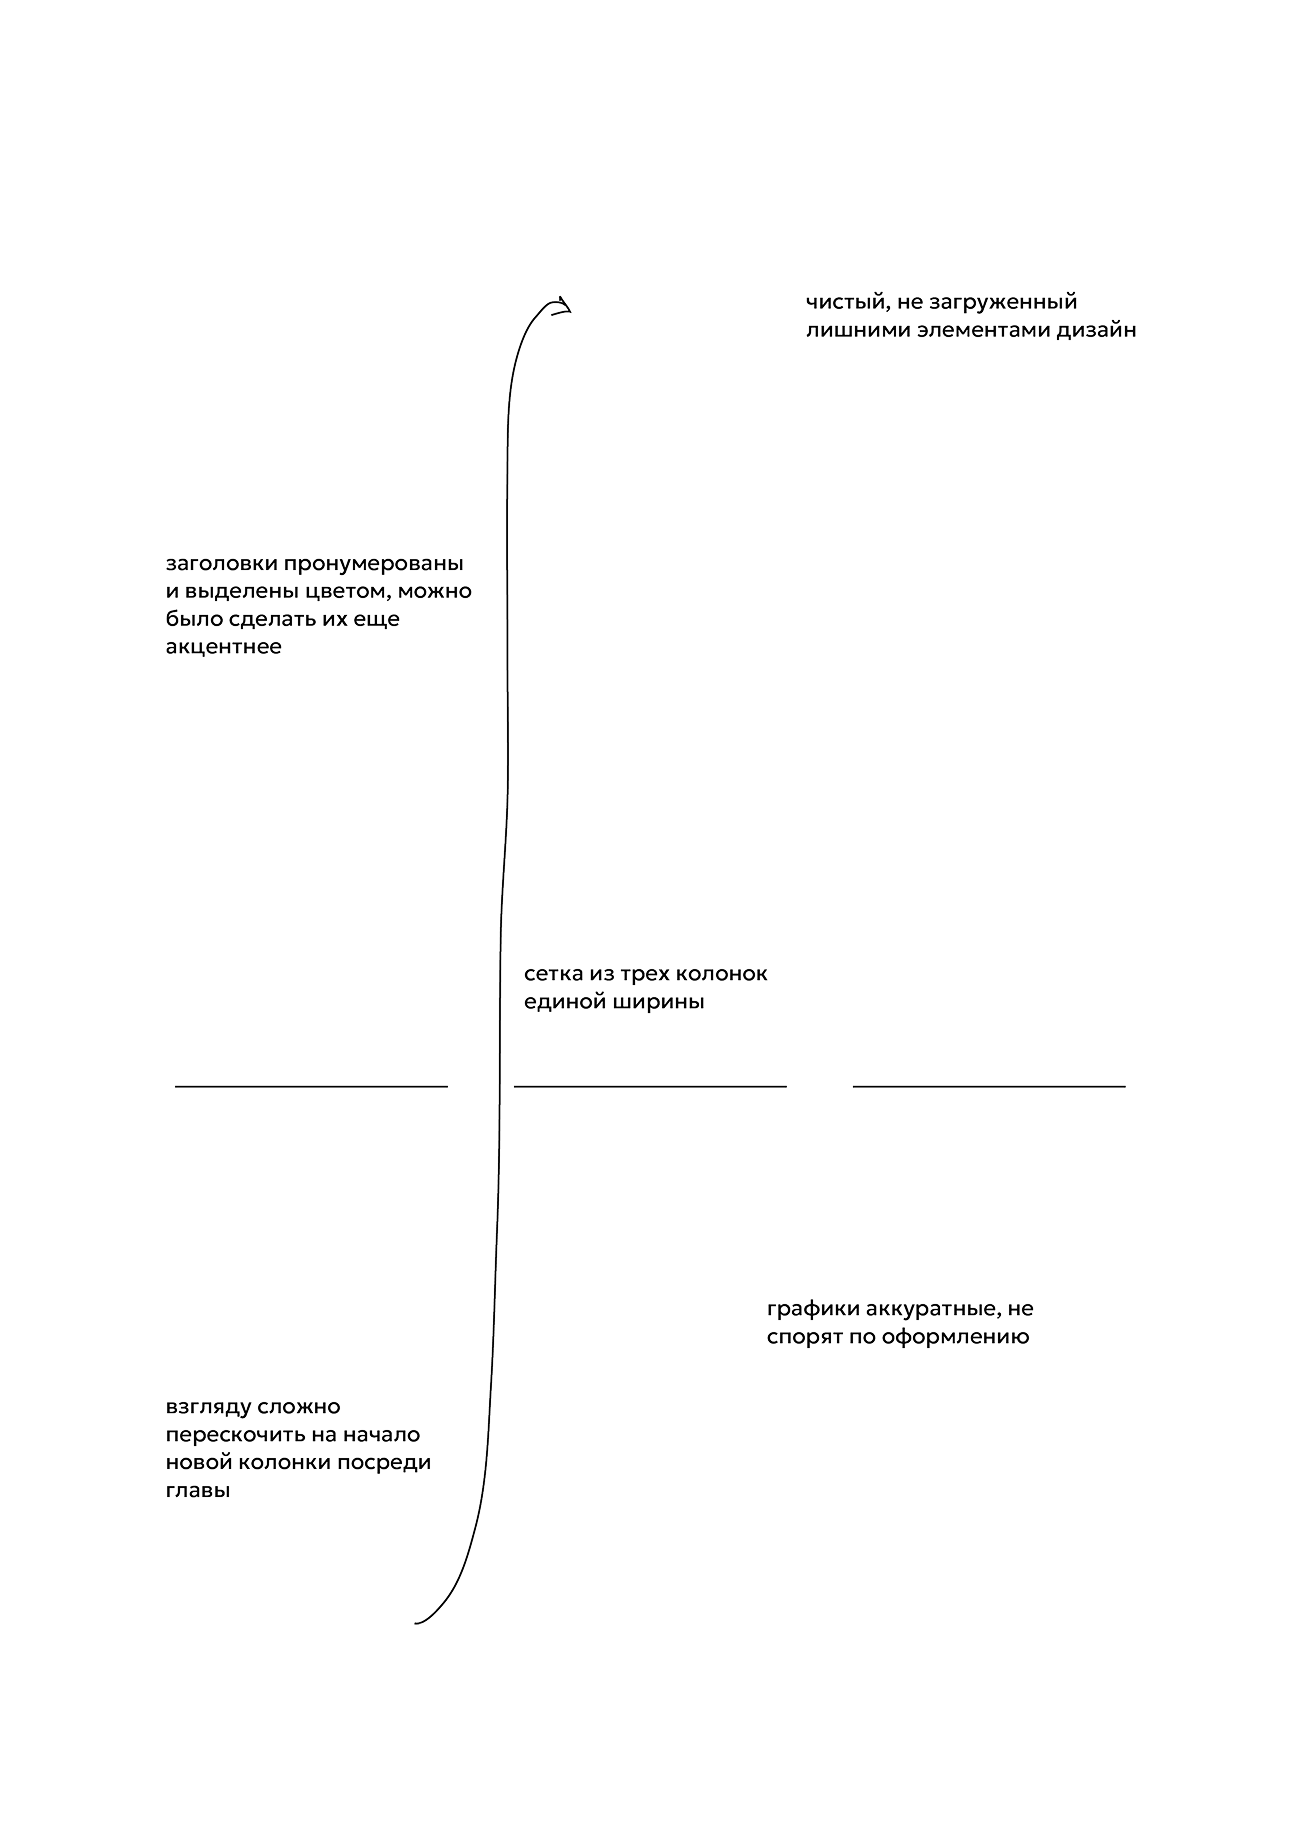 чистый, не загруженный
лишними элементами дизайн
заголовки пронумерованы
и выделены цветом, можно
было сделать их еще
акцентнее
сетка из трех колонок
единой ширины
графики аккуратные, не
спорят по оформлению
взгляду сложно
перескочить на начало
новой колонки посреди
главы